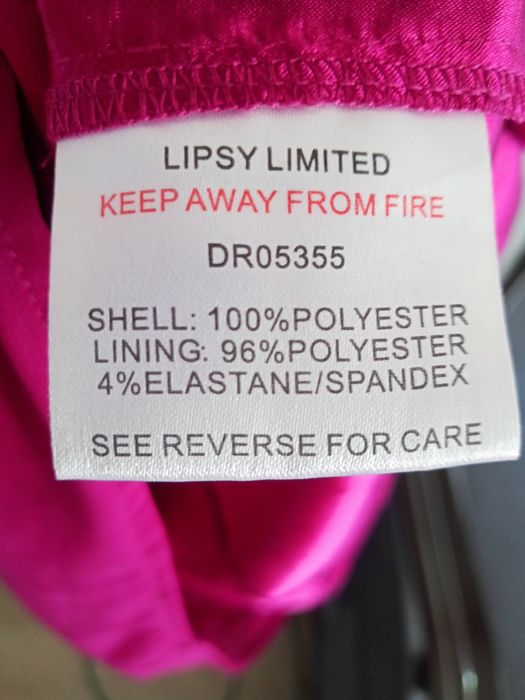 LIPSY LIMITED
KEEP AWAY FROM FIRE
DR05355
SHELL: 100%POLYESTER
LINING: 96%POLYESTER
4%ELASTANE/SPANDEX
SEE REVERSE FOR CARE